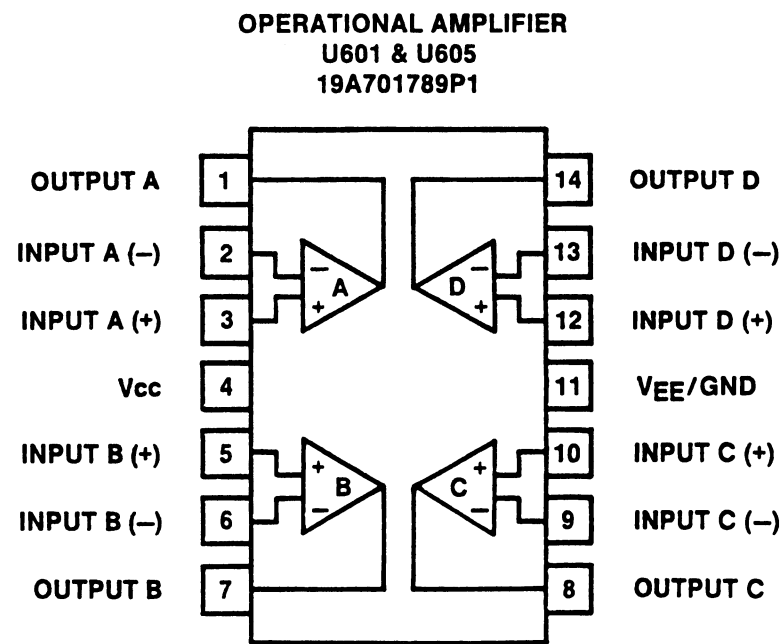 OPERATIONAL AMPLIFIER
U601 & U605
19A701789P1
OUTPUT A 1 14 OUTPUT D
INPUT A (–) 2 – – 13 INPUT D (–)
A D
INPUT A (+) 3 + + 12 INPUT D (+)
Vcc 4 11 VEE/GND
INPUT B (+) 5 + + 10 INPUT C (+)
B C
INPUT B (–) 6 – – 9 INPUT C (–)
OUTPUT B 7 8 OUTPUT C